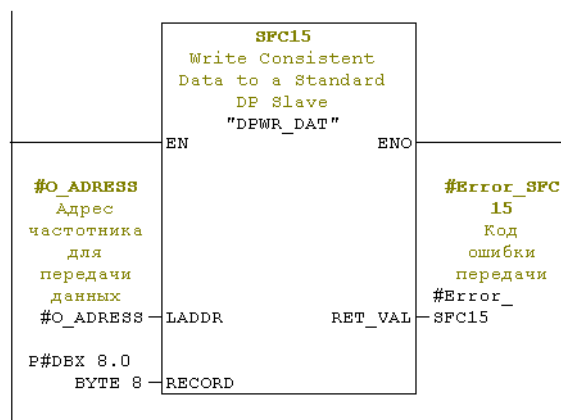 SFC15
Write Consistent
Data to a Standard
DP Slave
"DPWR_DAT"
EN
ENO
#O_ADRESS
Адрес
частотника
для
передачи
данных
#O_ADRESS
LADDR
#Error_SFC
15
Код
ошибки
передачи
#Error_
RET_VAL
SFC15
P#DBX 8.0
BYTE 8
RECORD